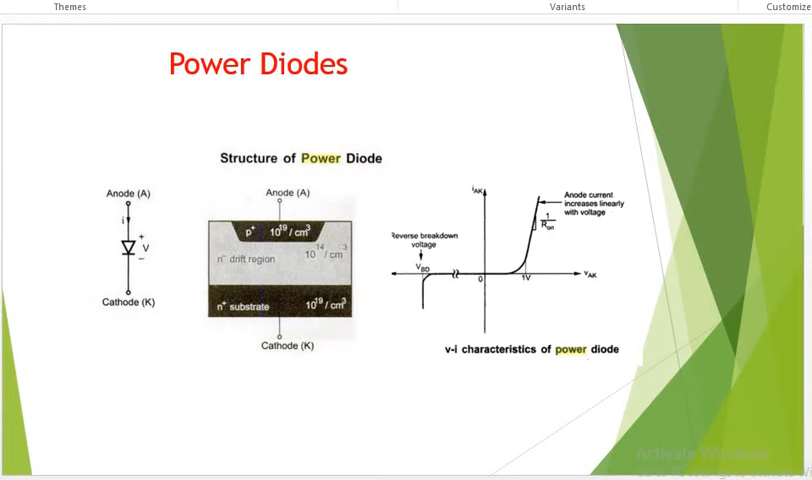 Themes
Variants
Customize
Power Diodes
Structure of Power Diode
Anode (A)
i
+
V
−
Cathode (K)
Anode (A)
p+ 10^19 / cm^3
n− drift region 10^14 / cm^3
n+ substrate 10^19 / cm^3
Cathode (K)
iAK
Anode current
increases linearly
with voltage
1
Ron
Reverse breakdown
voltage
VBD
0
1V
vAK
v-i characteristics of power diode
Activate Windows